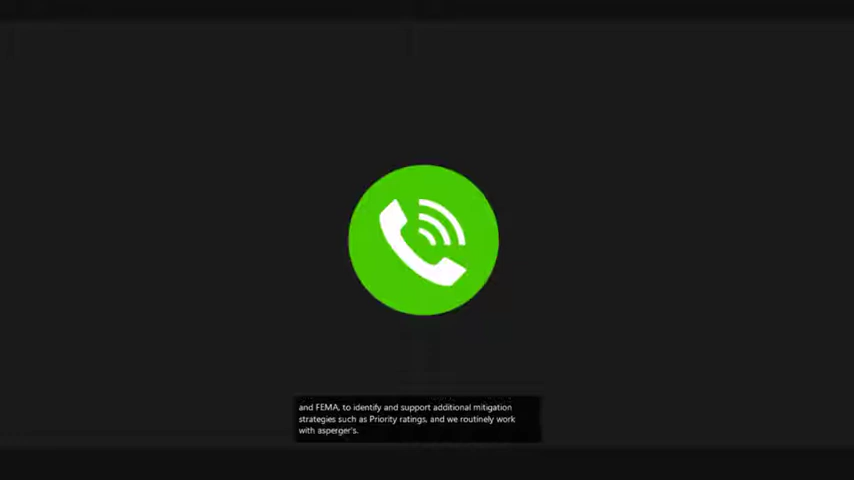 and FEMA, to identify and support additional mitigation
strategies such as Priority ratings, and we routinely work
with asperger's.